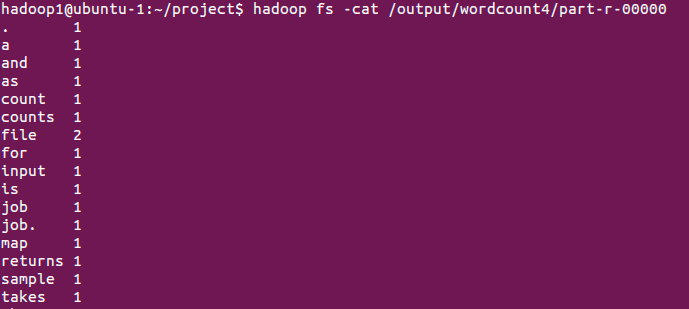 hadoop1@ubuntu-1:~/project$ hadoop fs -cat /output/wordcount4/part-r-00000
. 1
a 1
and 1
as 1
count 1
counts 1
file 2
for 1
input 1
is 1
job 1
job. 1
map 1
returns 1
sample 1
takes 1